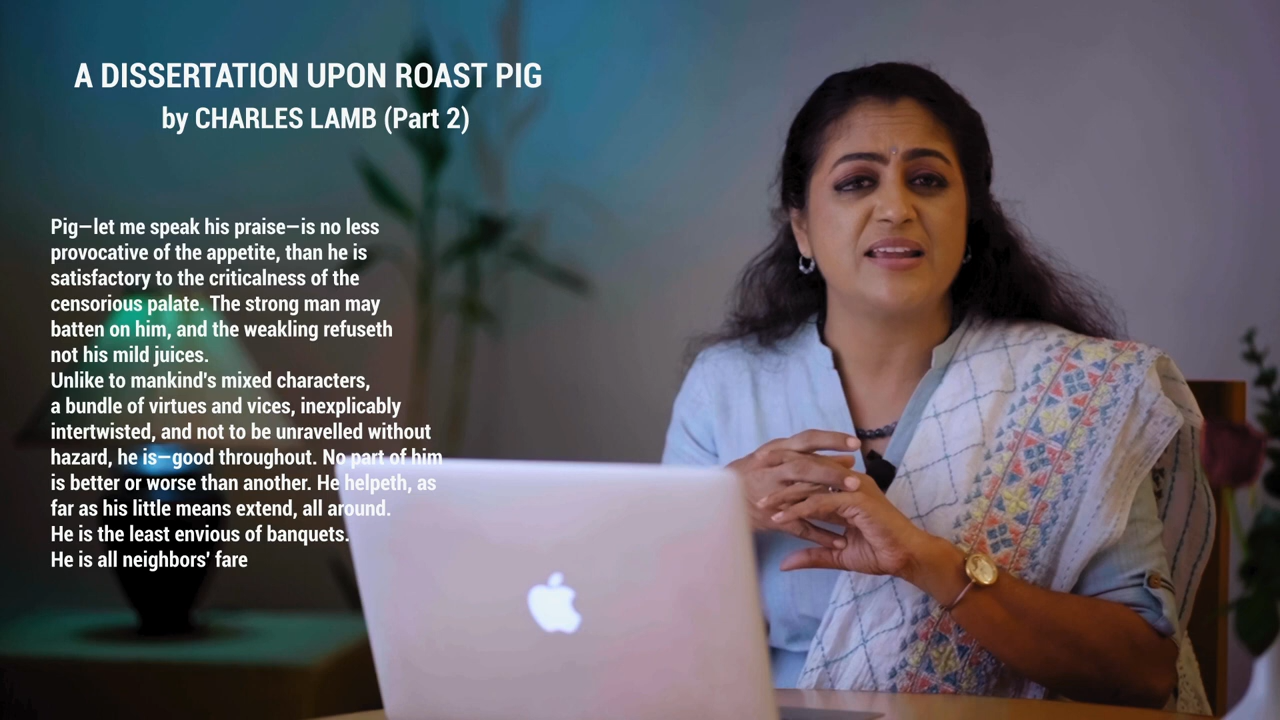 A DISSERTATION UPON ROAST PIG
by CHARLES LAMB (Part 2)
Pig—let me speak his praise—is no less
provocative of the appetite, than he is
satisfactory to the criticalness of the
censorious palate. The strong man may
batten on him, and the weakling refuseth
not his mild juices.
Unlike to mankind's mixed characters,
a bundle of virtues and vices, inexplicably
intertwisted, and not to be unravelled without
hazard, he is—good throughout. No part of him
is better or worse than another. He helpeth, as
far as his little means extend, all around.
He is the least envious of banquets.
He is all neighbors' fare